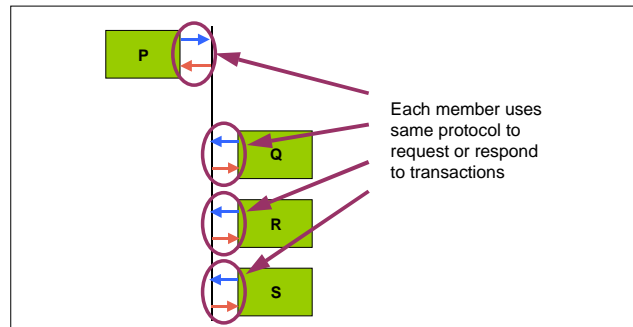 P
Each member uses
same protocol to
request or respond
to transactions
Q
R
S